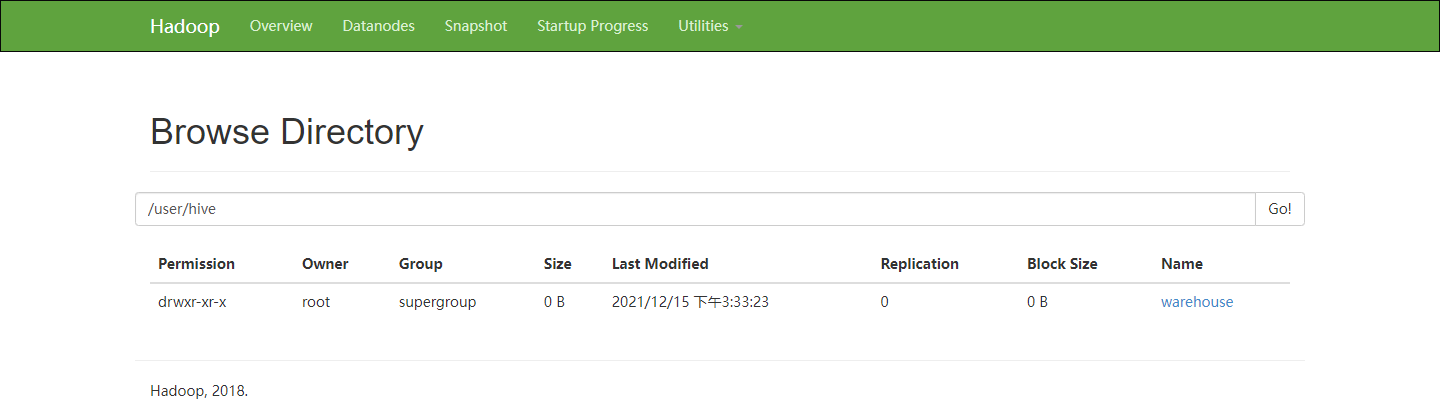 Hadoop Overview Datanodes Snapshot Startup Progress Utilities
Browse Directory
/user/hive Go!
Permission Owner Group Size Last Modified Replication Block Size Name
drwxr-xr-x root supergroup 0 B 2021/12/15 下午3:33:23 0 0 B warehouse
Hadoop, 2018.